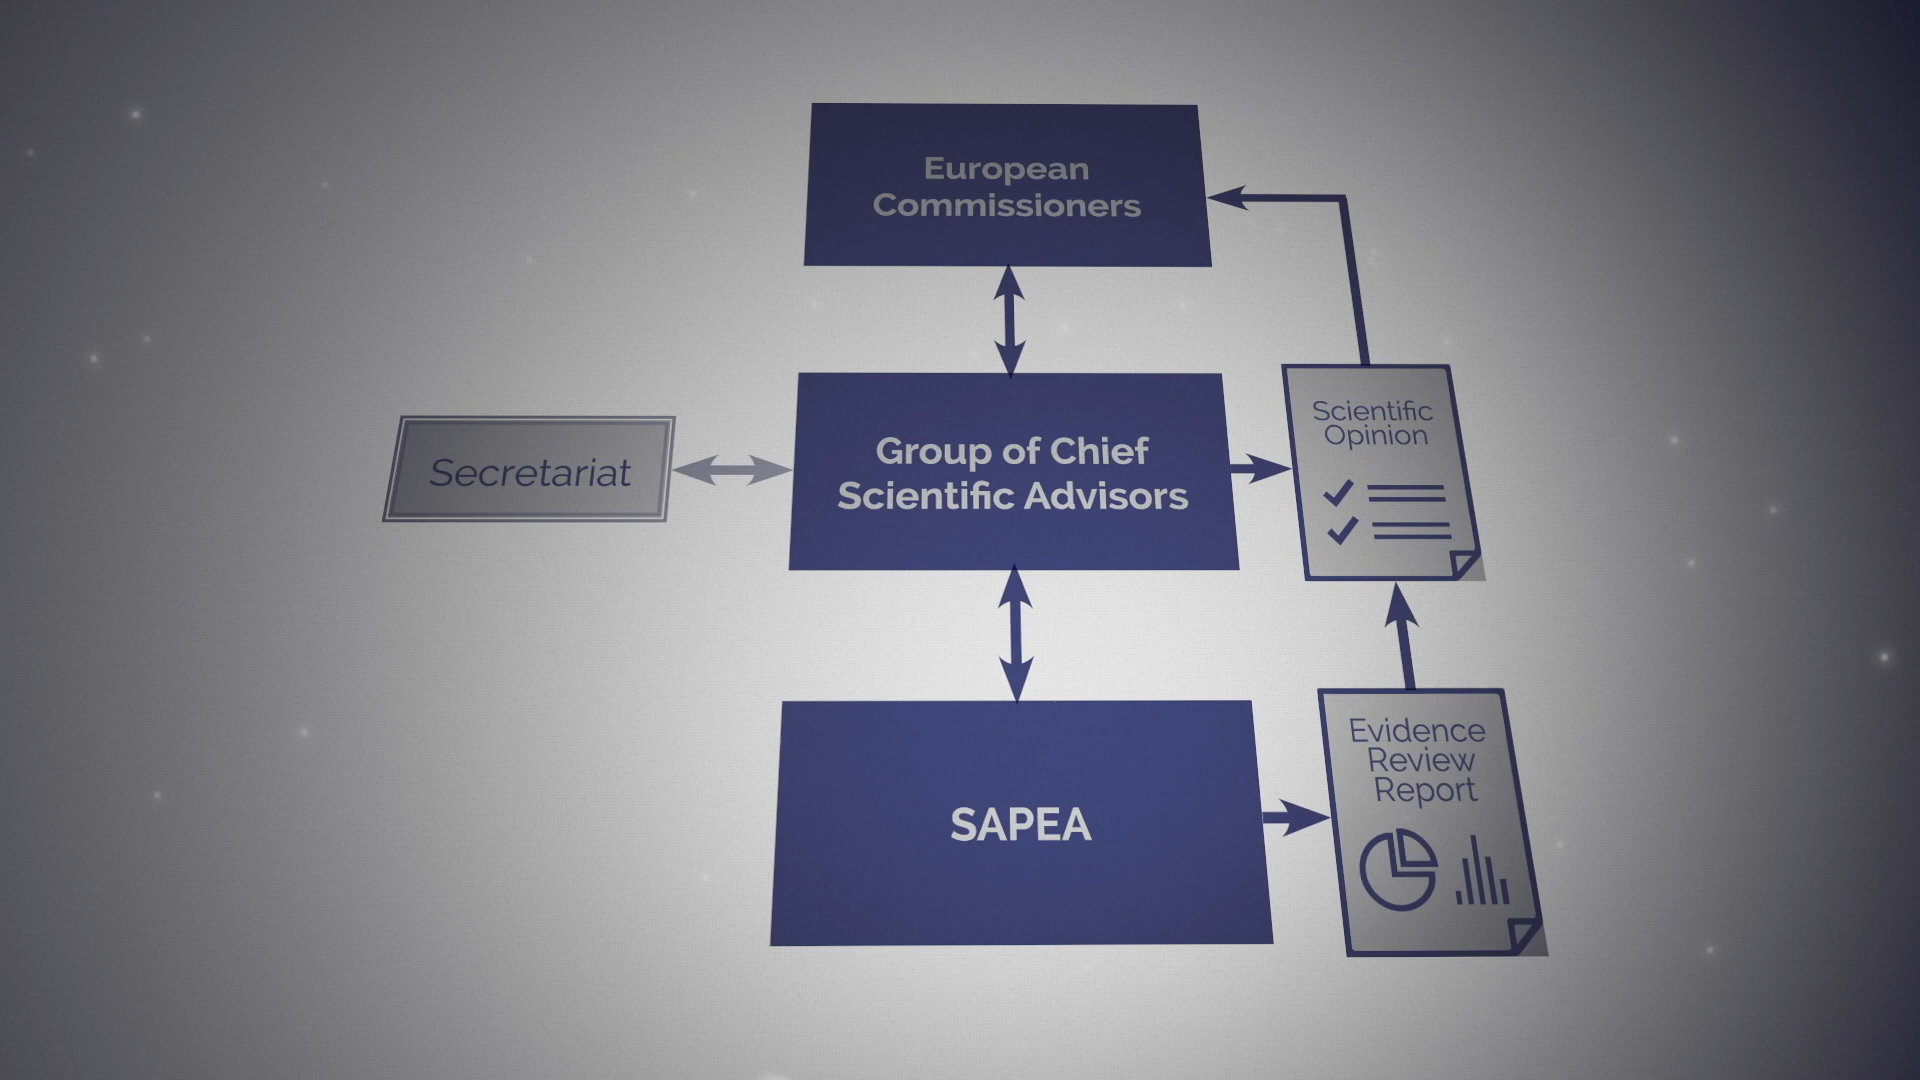 European
Commissioners
Secretariat
Group of Chief
Scientific Advisors
Scientific
Opinion
SAPEA
Evidence
Review
Report